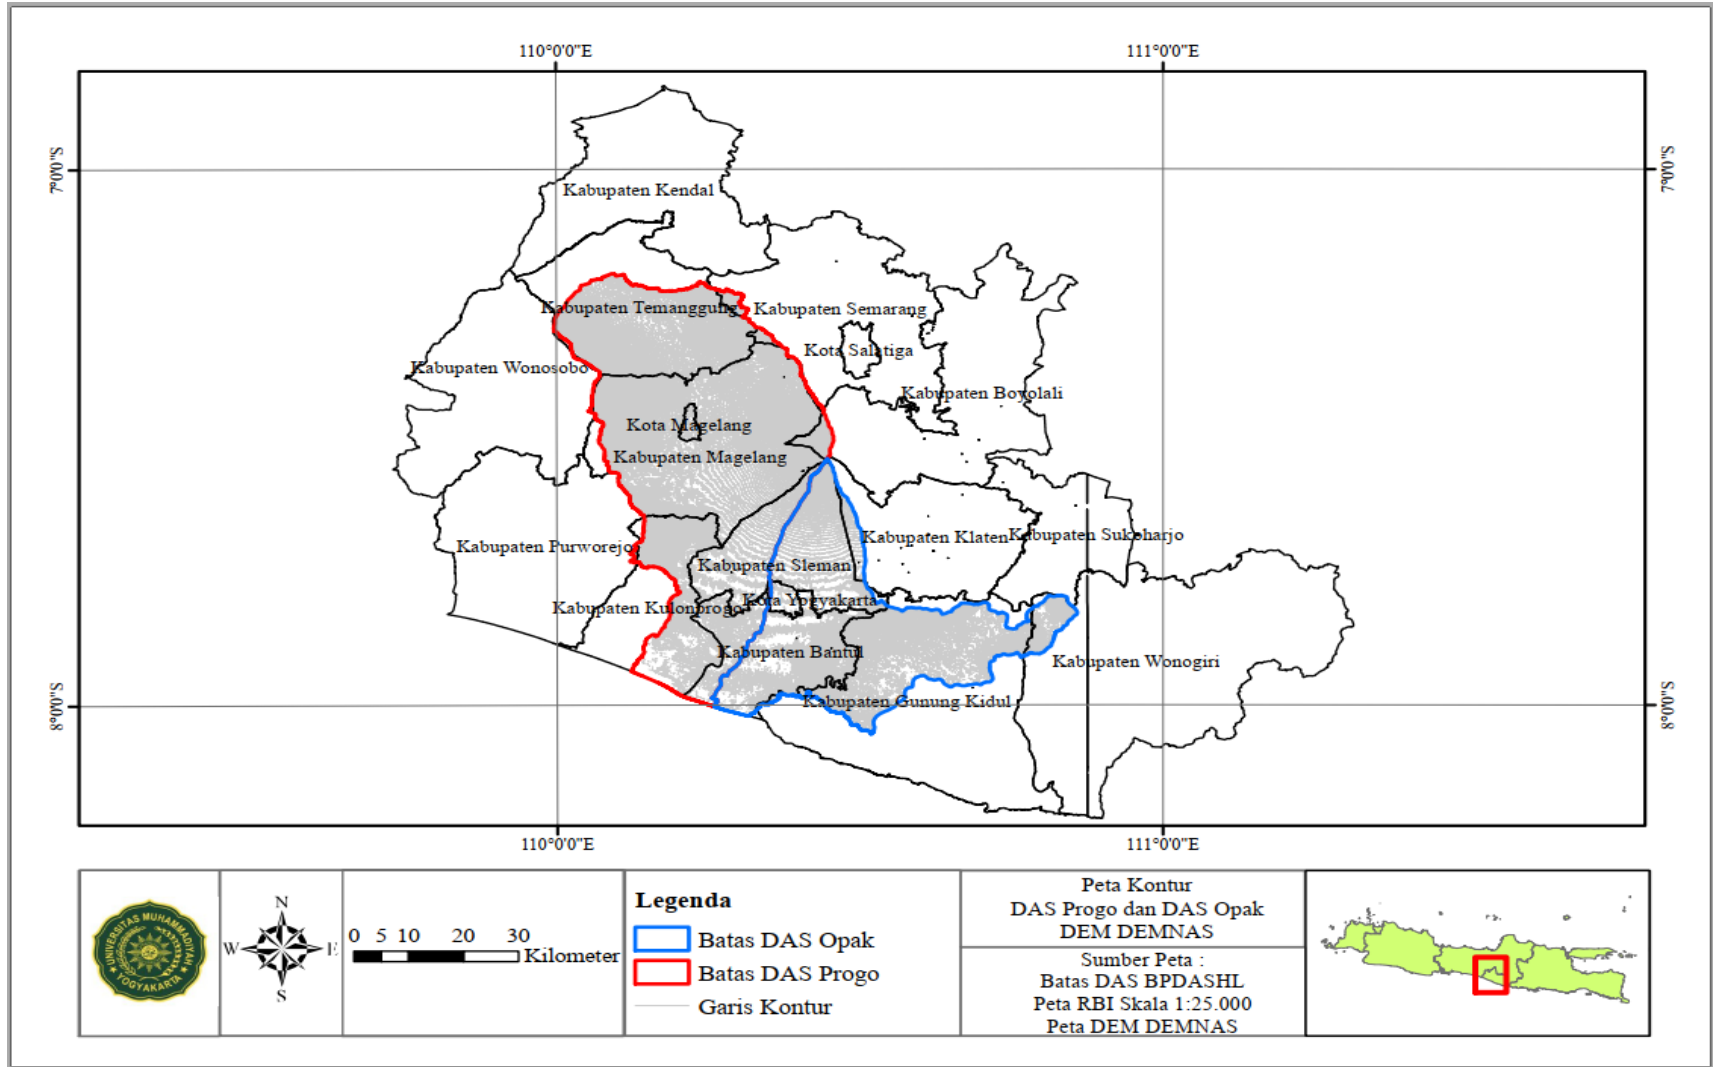 110°0'0"E
111°0'0"E
7°0'0"S
7°0'0"S
Kabupaten Kendal
Kabupaten Temanggung
Kabupaten Semarang
Kota Salatiga
Kabupaten Wonosobo
Kabupaten Boyolali
Kota Magelang
Kabupaten Magelang
Kabupaten Klaten
Kabupaten Sukoharjo
Kabupaten Purworejo
Kabupaten Sleman
Kota Yogyakarta
Kabupaten Kulonprogo
Kabupaten Bantul
Kabupaten Wonogiri
Kabupaten Gunung Kidul
8°0'0"S
8°0'0"S
110°0'0"E
111°0'0"E
UNIVERSITAS MUHAMMADIYAH
YOGYAKARTA
N
W
E
S
0 5 10 20 30
Kilometer
Legenda
Batas DAS Opak
Batas DAS Progo
Garis Kontur
Peta Kontur
DAS Progo dan DAS Opak
DEM DEMNAS
Sumber Peta :
Batas DAS BPDASHL
Peta RBI Skala 1:25.000
Peta DEM DEMNAS